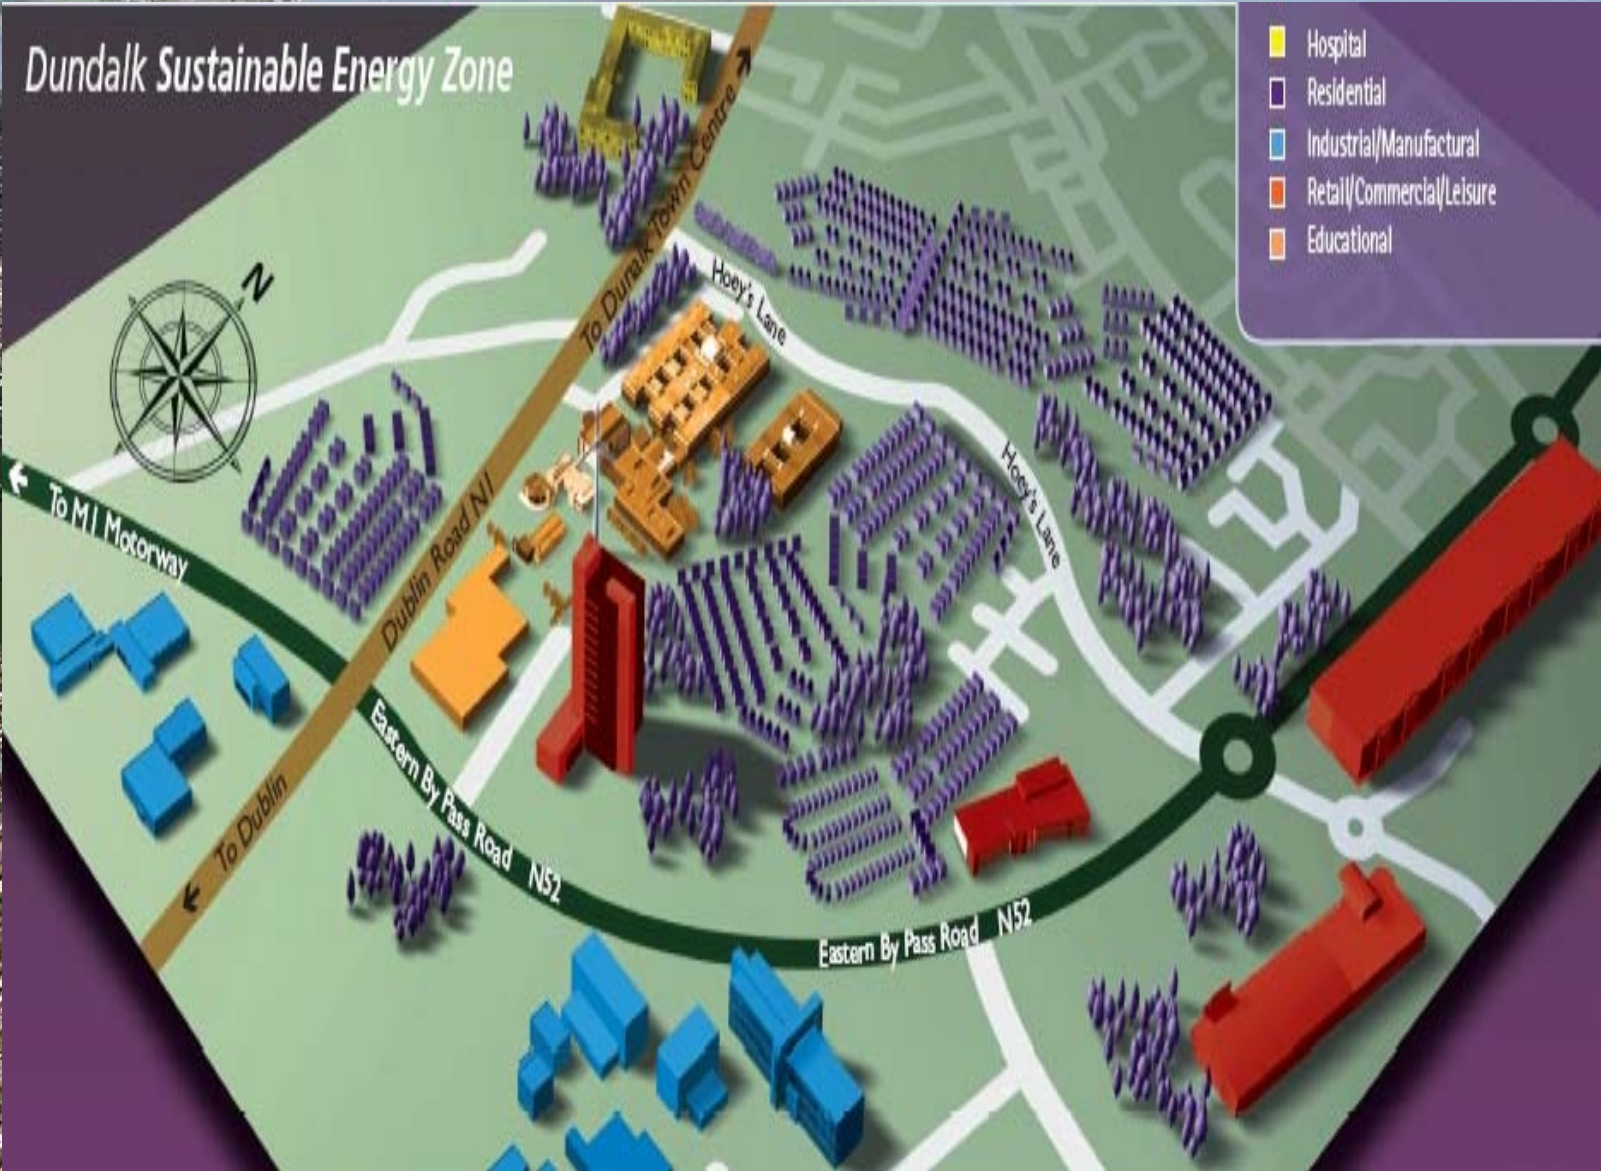 Dundalk Sustainable Energy Zone
Hospital
Residential
Industrial/Manufactural
Retail/Commercial/Leisure
Educational
N
To Dunalk Town Centre
Hoey's Lane
Hoey's Lane
To M1 Motorway
Dublin Road N1
To Dublin
Eastern By Pass Road N52
Eastern By Pass Road N52